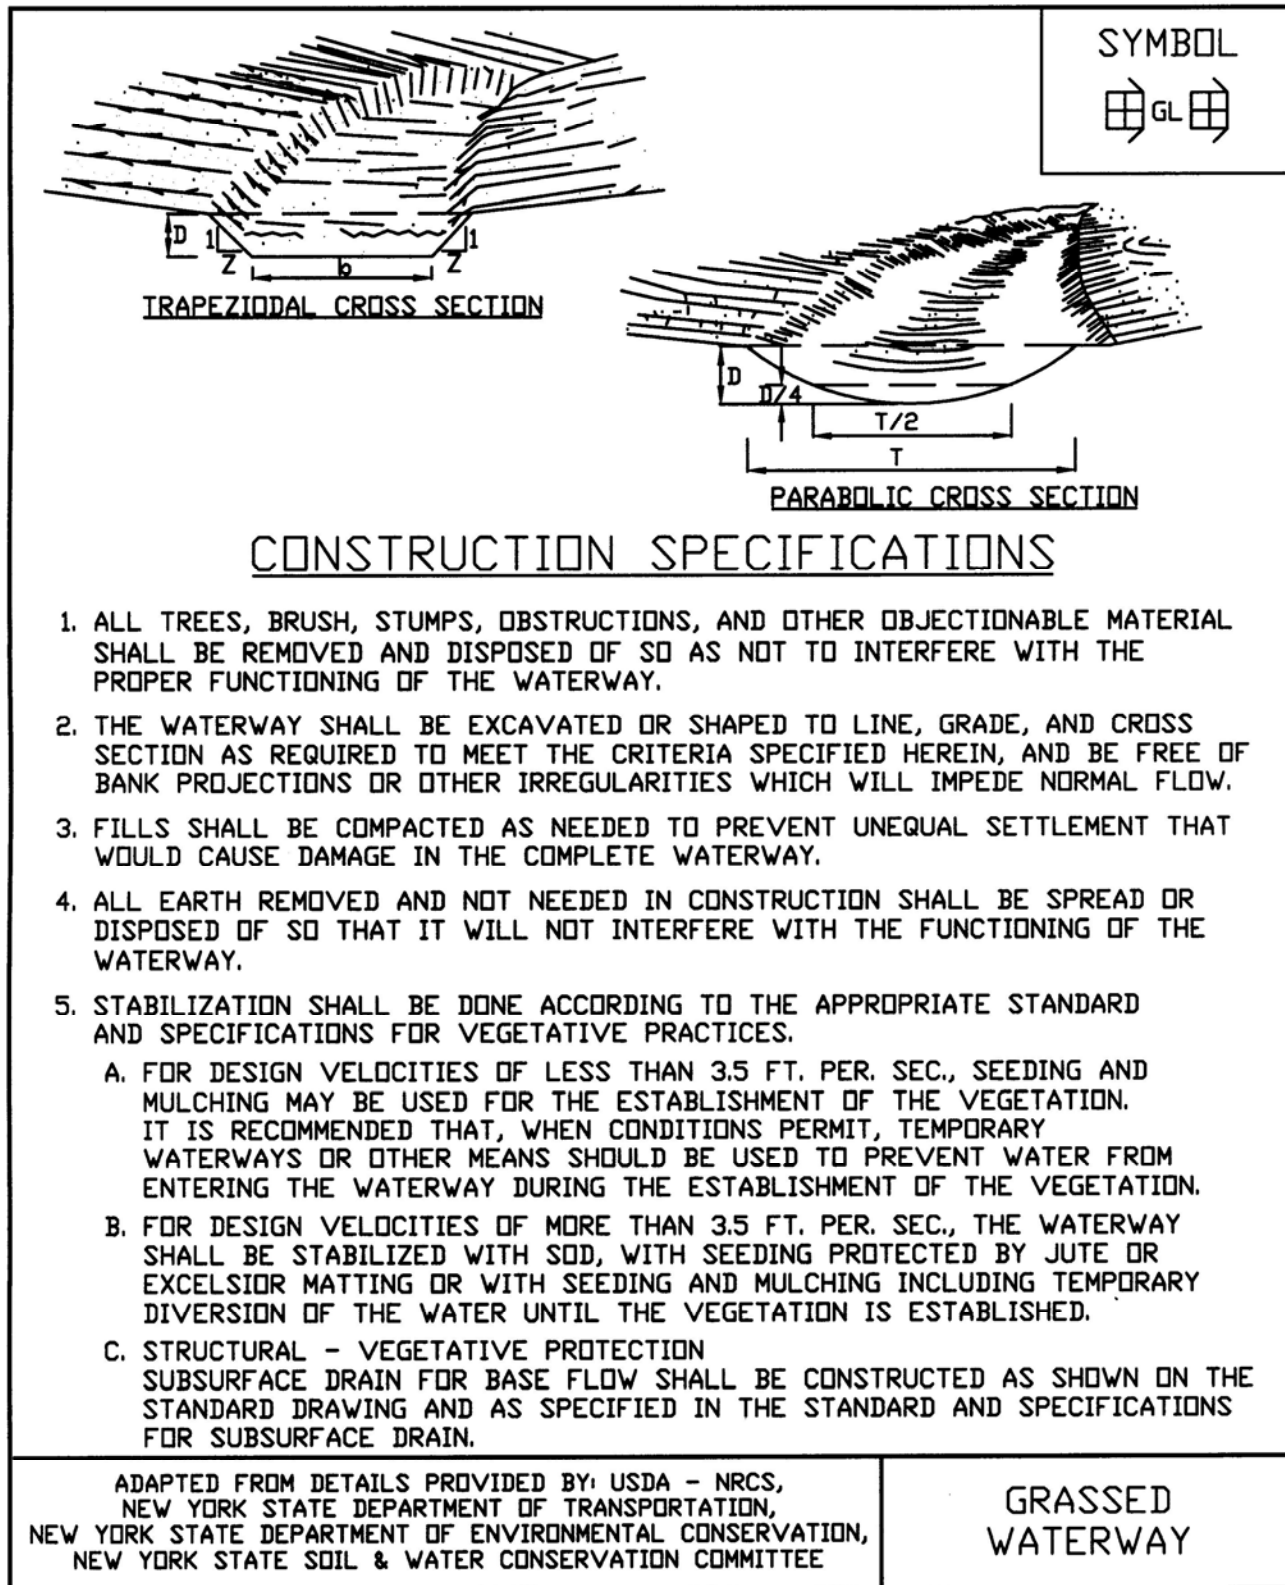 SYMBOL
GL
D
1
Z
b
Z
1
TRAPEZIODAL CROSS SECTION
D
D/4
T/2
T
PARABOLIC CROSS SECTION
CONSTRUCTION SPECIFICATIONS
1. ALL TREES, BRUSH, STUMPS, OBSTRUCTIONS, AND OTHER OBJECTIONABLE MATERIAL
SHALL BE REMOVED AND DISPOSED OF SO AS NOT TO INTERFERE WITH THE
PROPER FUNCTIONING OF THE WATERWAY.
2. THE WATERWAY SHALL BE EXCAVATED OR SHAPED TO LINE, GRADE, AND CROSS
SECTION AS REQUIRED TO MEET THE CRITERIA SPECIFIED HEREIN, AND BE FREE OF
BANK PROJECTIONS OR OTHER IRREGULARITIES WHICH WILL IMPEDE NORMAL FLOW.
3. FILLS SHALL BE COMPACTED AS NEEDED TO PREVENT UNEQUAL SETTLEMENT THAT
WOULD CAUSE DAMAGE IN THE COMPLETE WATERWAY.
4. ALL EARTH REMOVED AND NOT NEEDED IN CONSTRUCTION SHALL BE SPREAD OR
DISPOSED OF SO THAT IT WILL NOT INTERFERE WITH THE FUNCTIONING OF THE
WATERWAY.
5. STABILIZATION SHALL BE DONE ACCORDING TO THE APPROPRIATE STANDARD
AND SPECIFICATIONS FOR VEGETATIVE PRACTICES.
A. FOR DESIGN VELOCITIES OF LESS THAN 3.5 FT. PER. SEC., SEEDING AND
MULCHING MAY BE USED FOR THE ESTABLISHMENT OF THE VEGETATION.
IT IS RECOMMENDED THAT, WHEN CONDITIONS PERMIT, TEMPORARY
WATERWAYS OR OTHER MEANS SHOULD BE USED TO PREVENT WATER FROM
ENTERING THE WATERWAY DURING THE ESTABLISHMENT OF THE VEGETATION.
B. FOR DESIGN VELOCITIES OF MORE THAN 3.5 FT. PER. SEC., THE WATERWAY
SHALL BE STABILIZED WITH SOD, WITH SEEDING PROTECTED BY JUTE OR
EXCELSIOR MATTING OR WITH SEEDING AND MULCHING INCLUDING TEMPORARY
DIVERSION OF THE WATER UNTIL THE VEGETATION IS ESTABLISHED.
C. STRUCTURAL - VEGETATIVE PROTECTION
SUBSURFACE DRAIN FOR BASE FLOW SHALL BE CONSTRUCTED AS SHOWN ON THE
STANDARD DRAWING AND AS SPECIFIED IN THE STANDARD AND SPECIFICATIONS
FOR SUBSURFACE DRAIN.
ADAPTED FROM DETAILS PROVIDED BY: USDA - NRCS,
NEW YORK STATE DEPARTMENT OF TRANSPORTATION,
NEW YORK STATE DEPARTMENT OF ENVIRONMENTAL CONSERVATION,
NEW YORK STATE SOIL & WATER CONSERVATION COMMITTEE
GRASSED
WATERWAY